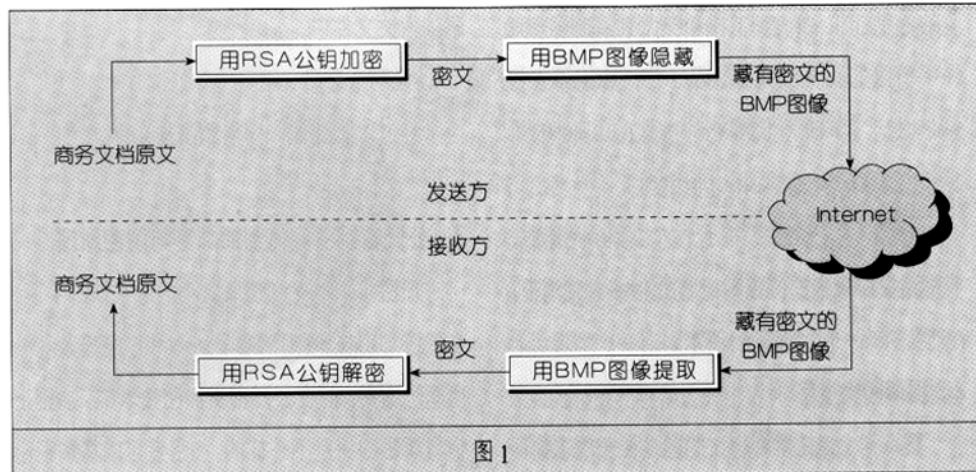 用RSA公钥加密
密文
用BMP图像隐藏
藏有密文的
BMP图像
商务文档原文
发送方
Internet
接收方
商务文档原文
藏有密文的
BMP图像
用RSA公钥解密
密文
用BMP图像提取
图1